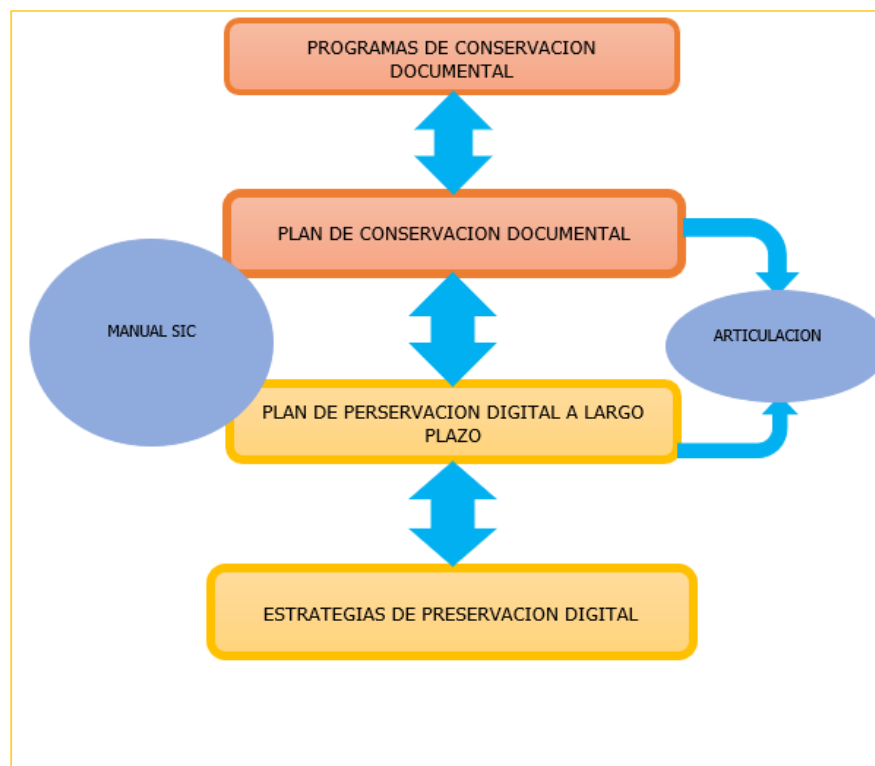 PROGRAMAS DE CONSERVACION
DOCUMENTAL
PLAN DE CONSERVACION DOCUMENTAL
MANUAL SIC
ARTICULACION
PLAN DE PERSERVACION DIGITAL A LARGO
PLAZO
ESTRATEGIAS DE PRESERVACION DIGITAL